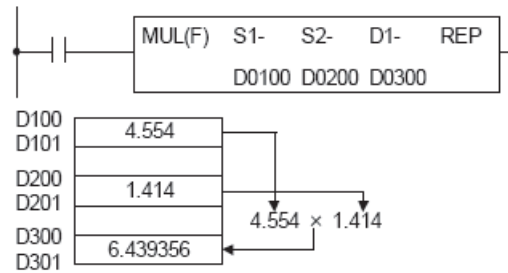 MUL(F) S1- S2- D1- REP
D0100 D0200 D0300
D100
4.554
D101
D200
1.414
D201
4.554 × 1.414
D300
6.439356
D301